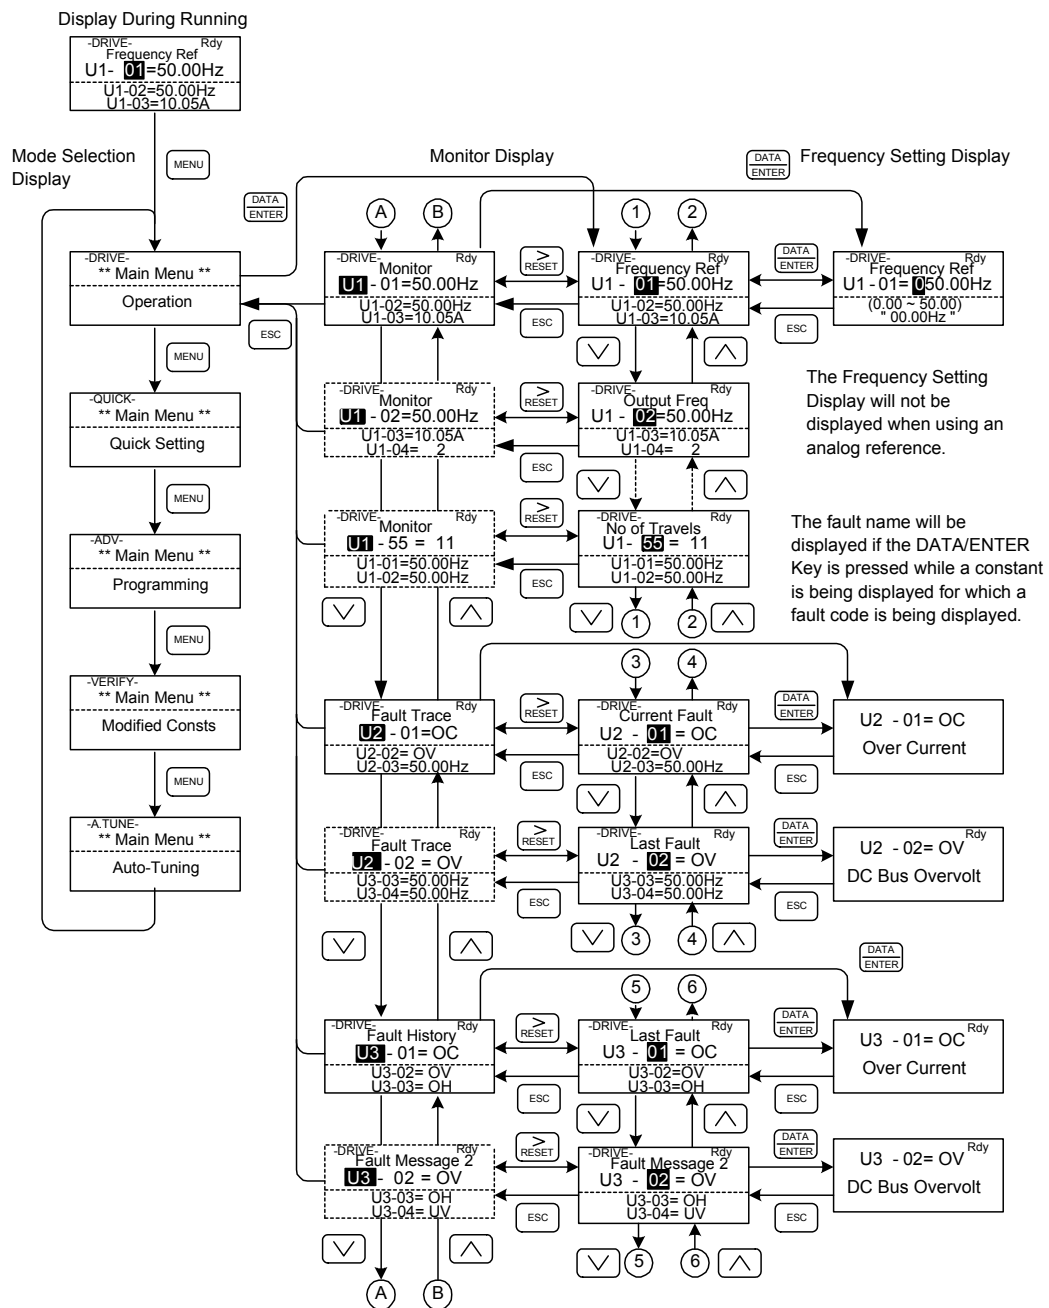 Display During Running
-DRIVE- Rdy
Frequency Ref
U1- 01=50.00Hz
U1-02=50.00Hz
U1-03=10.05A
Mode Selection
Display
MENU
Monitor Display
DATA
ENTER
Frequency Setting Display
DATA
ENTER
A
B
1
2
-DRIVE-
** Main Menu **
Operation
-DRIVE- Rdy
Monitor
U1 - 01=50.00Hz
U1-02=50.00Hz
U1-03=10.05A
>
RESET
-DRIVE- Rdy
Frequency Ref
U1 - 01=50.00Hz
U1-02=50.00Hz
U1-03=10.05A
DATA
ENTER
-DRIVE- Rdy
Frequency Ref
U1 - 01= 050.00Hz
(0.00 ~ 50.00)
" 00.00Hz "
ESC
ESC
ESC
MENU
-QUICK-
** Main Menu **
Quick Setting
-DRIVE- Rdy
Monitor
U1 - 02=50.00Hz
U1-03=10.05A
U1-04= 2
>
RESET
-DRIVE- Rdy
Output Freq
U1 - 02=50.00Hz
U1-03=10.05A
U1-04= 2
ESC
The Frequency Setting
Display will not be
displayed when using an
analog reference.
MENU
-ADV-
** Main Menu **
Programming
-DRIVE- Rdy
Monitor
U1 - 55 = 11
U1-01=50.00Hz
U1-02=50.00Hz
>
RESET
-DRIVE- Rdy
No of Travels
U1- 55 = 11
U1-01=50.00Hz
U1-02=50.00Hz
ESC
The fault name will be
displayed if the DATA/ENTER
Key is pressed while a constant
is being displayed for which a
fault code is being displayed.
1
2
MENU
3
4
-VERIFY-
** Main Menu **
Modified Consts
-DRIVE- Rdy
Fault Trace
U2 - 01=OC
U2-02= OV
U2-03=50.00Hz
>
RESET
-DRIVE- Rdy
Current Fault
U2 - 01 = OC
U2-02=OV
U2-03=50.00Hz
DATA
ENTER
U2 - 01= OC
Over Current
ESC
ESC
MENU
-A.TUNE-
** Main Menu **
Auto-Tuning
-DRIVE- Rdy
Fault Trace
U2 - 02 = OV
U3-03=50.00Hz
U3-04=50.00Hz
>
RESET
-DRIVE- Rdy
Last Fault
U2 - 02 = OV
U3-03=50.00Hz
U3-04=50.00Hz
DATA
ENTER
Rdy
U2 - 02= OV
DC Bus Overvolt
ESC
ESC
3
4
DATA
ENTER
5
6
-DRIVE- Rdy
Fault History
U3 - 01= OC
U3-02= OV
U3-03= OH
>
RESET
-DRIVE- Rdy
Last Fault
U3 - 01 = OC
U3-02=OV
U3-03=OH
DATA
ENTER
Rdy
U3 - 01= OC
Over Current
ESC
ESC
-DRIVE- Rdy
Fault Message 2
U3 - 02 = OV
U3-03= OH
U3-04= UV
>
RESET
-DRIVE- Rdy
Fault Message 2
U3 - 02 = OV
U3-03= OH
U3-04= UV
DATA
ENTER
Rdy
U3 - 02= OV
DC Bus Overvolt
ESC
ESC
5
6
A
B